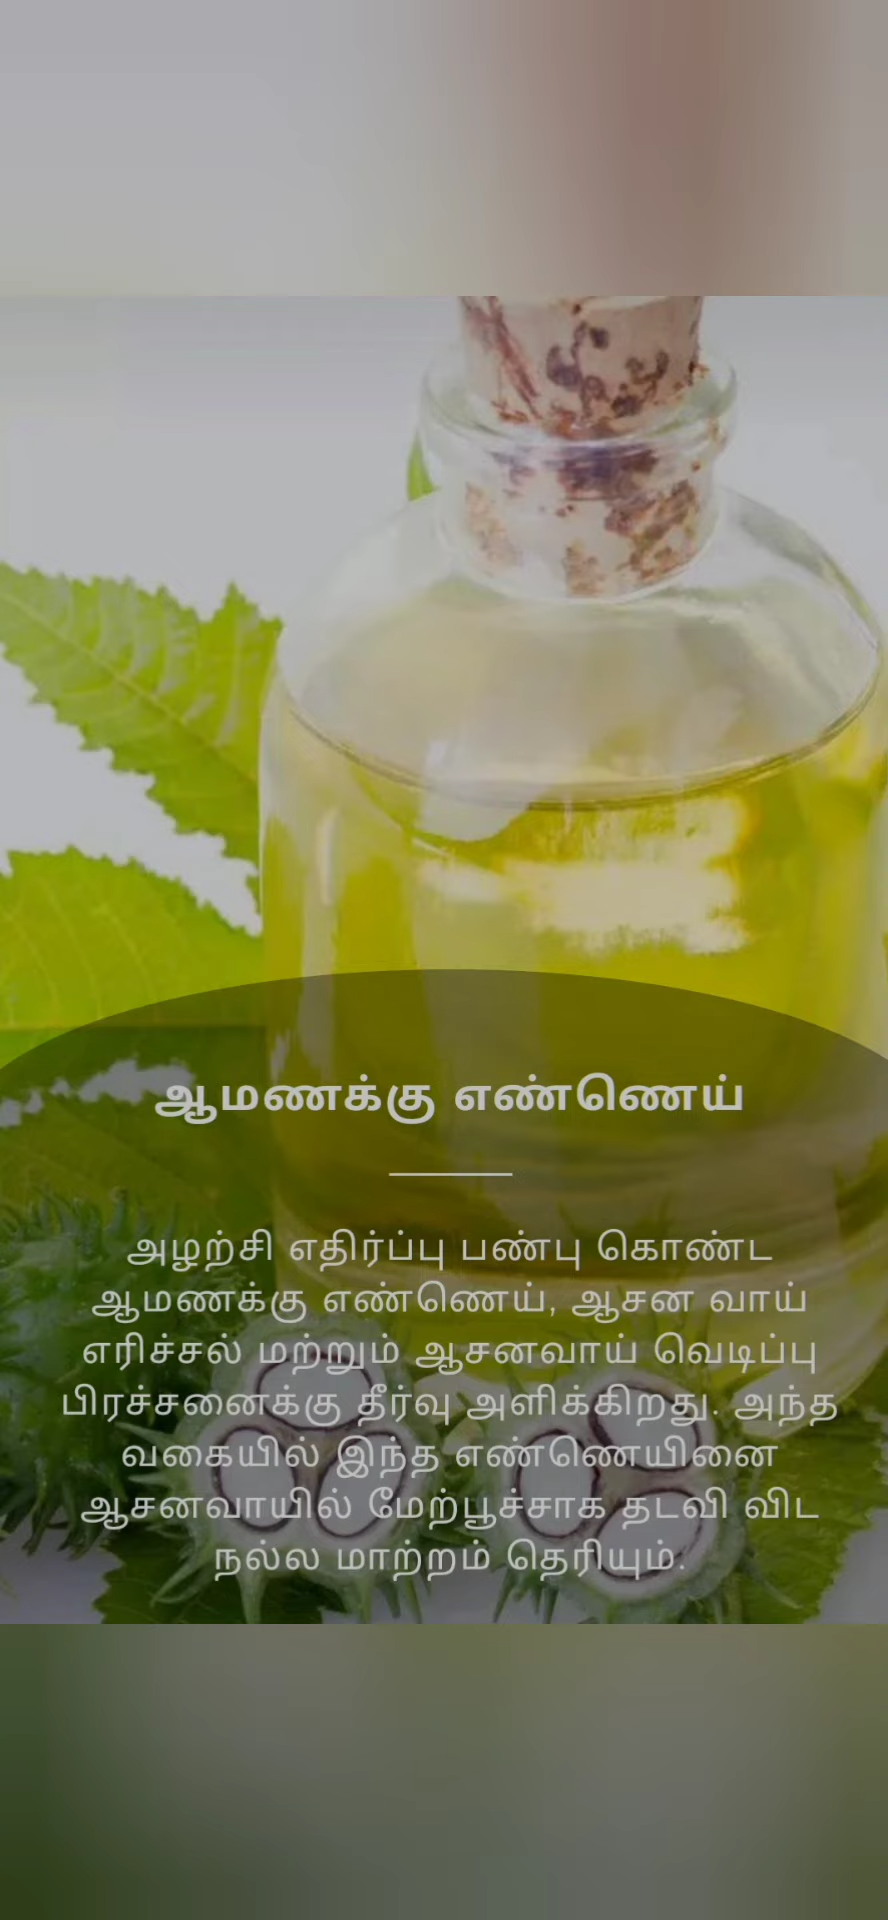 ஆமணக்கு எண்ணெய்
அழற்சி எதிர்ப்பு பண்பு கொண்ட
ஆமணக்கு எண்ணெய், ஆசன வாய்
எரிச்சல் மற்றும் ஆசனவாய் வெடிப்பு
பிரச்சனைக்கு தீர்வு அளிக்கிறது. அந்த
வகையில் இந்த எண்ணெயினை
ஆசனவாயில் மேற்பூச்சாக தடவி விட
நல்ல மாற்றம் தெரியும்.